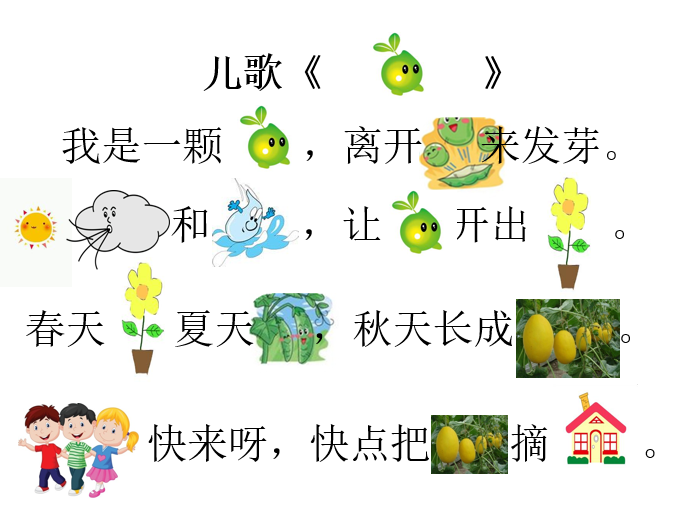 儿歌《 》
我是一颗 ，离开 来发芽。
和 ，让 开出 。
春天 夏天 ，秋天长成 。
快来呀，快点把 摘 。